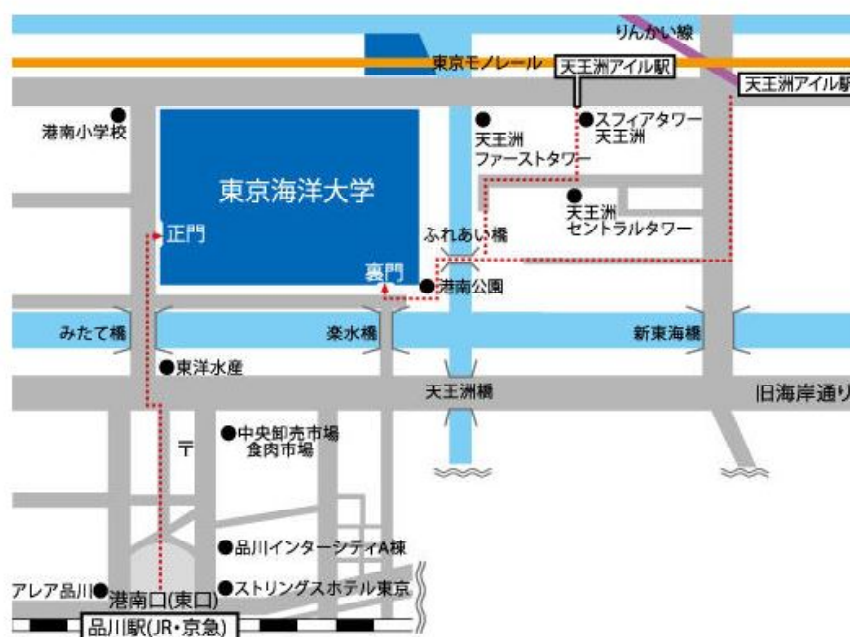 りんかい線
東京モノレール
天王洲アイル駅
天王洲アイル駅
港南小学校
天王洲
ファーストタワー
スフィアタワー
天王洲
東京海洋大学
天王洲
セントラルタワー
正門
ふれあい橋
裏門
港南公園
みたて橋
楽水橋
新東海橋
東洋水産
天王洲橋
旧海岸通り
〒
中央卸売市場
食肉市場
品川インターシティA棟
アレア品川
ストリングスホテル東京
港南口(東口)
品川駅(JR・京急)